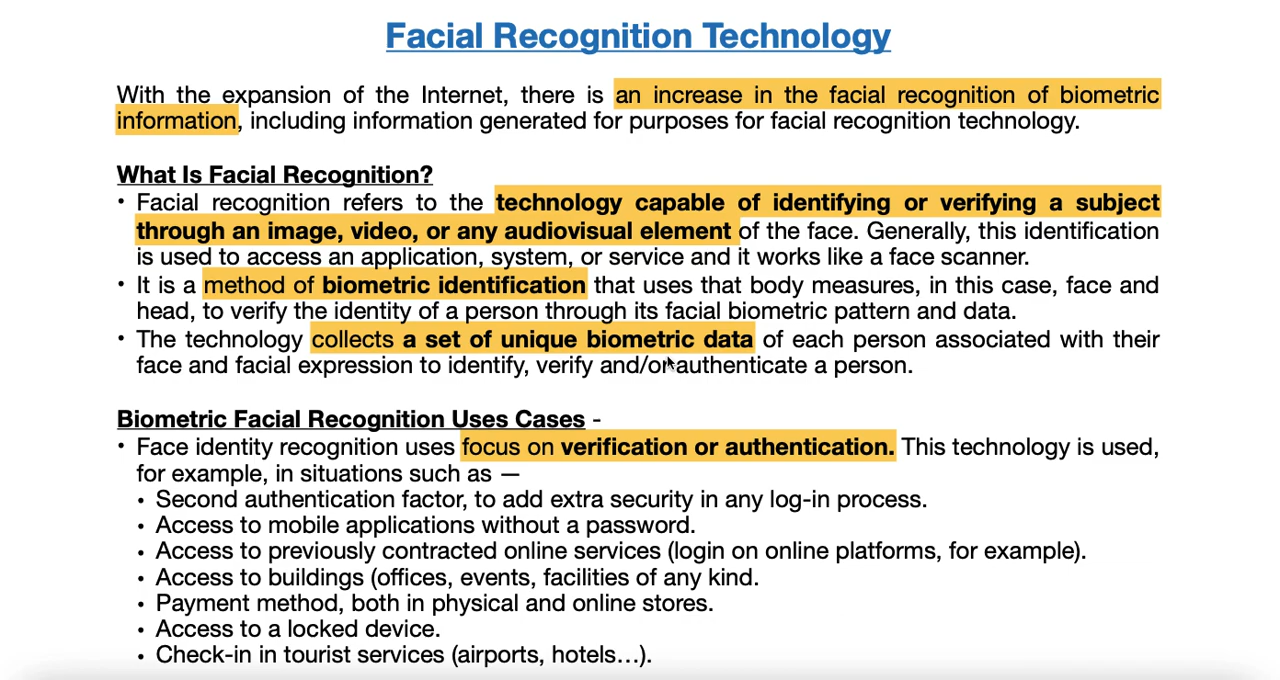 Facial Recognition Technology
With the expansion of the Internet, there is an increase in the facial recognition of biometric
information, including information generated for purposes for facial recognition technology.
What Is Facial Recognition?
• Facial recognition refers to the technology capable of identifying or verifying a subject
through an image, video, or any audiovisual element of the face. Generally, this identification
is used to access an application, system, or service and it works like a face scanner.
• It is a method of biometric identification that uses that body measures, in this case, face and
head, to verify the identity of a person through its facial biometric pattern and data.
• The technology collects a set of unique biometric data of each person associated with their
face and facial expression to identify, verify and/or authenticate a person.
Biometric Facial Recognition Uses Cases -
• Face identity recognition uses focus on verification or authentication. This technology is used,
for example, in situations such as —
• Second authentication factor, to add extra security in any log-in process.
• Access to mobile applications without a password.
• Access to previously contracted online services (login on online platforms, for example).
• Access to buildings (offices, events, facilities of any kind.
• Payment method, both in physical and online stores.
• Access to a locked device.
• Check-in in tourist services (airports, hotels…).